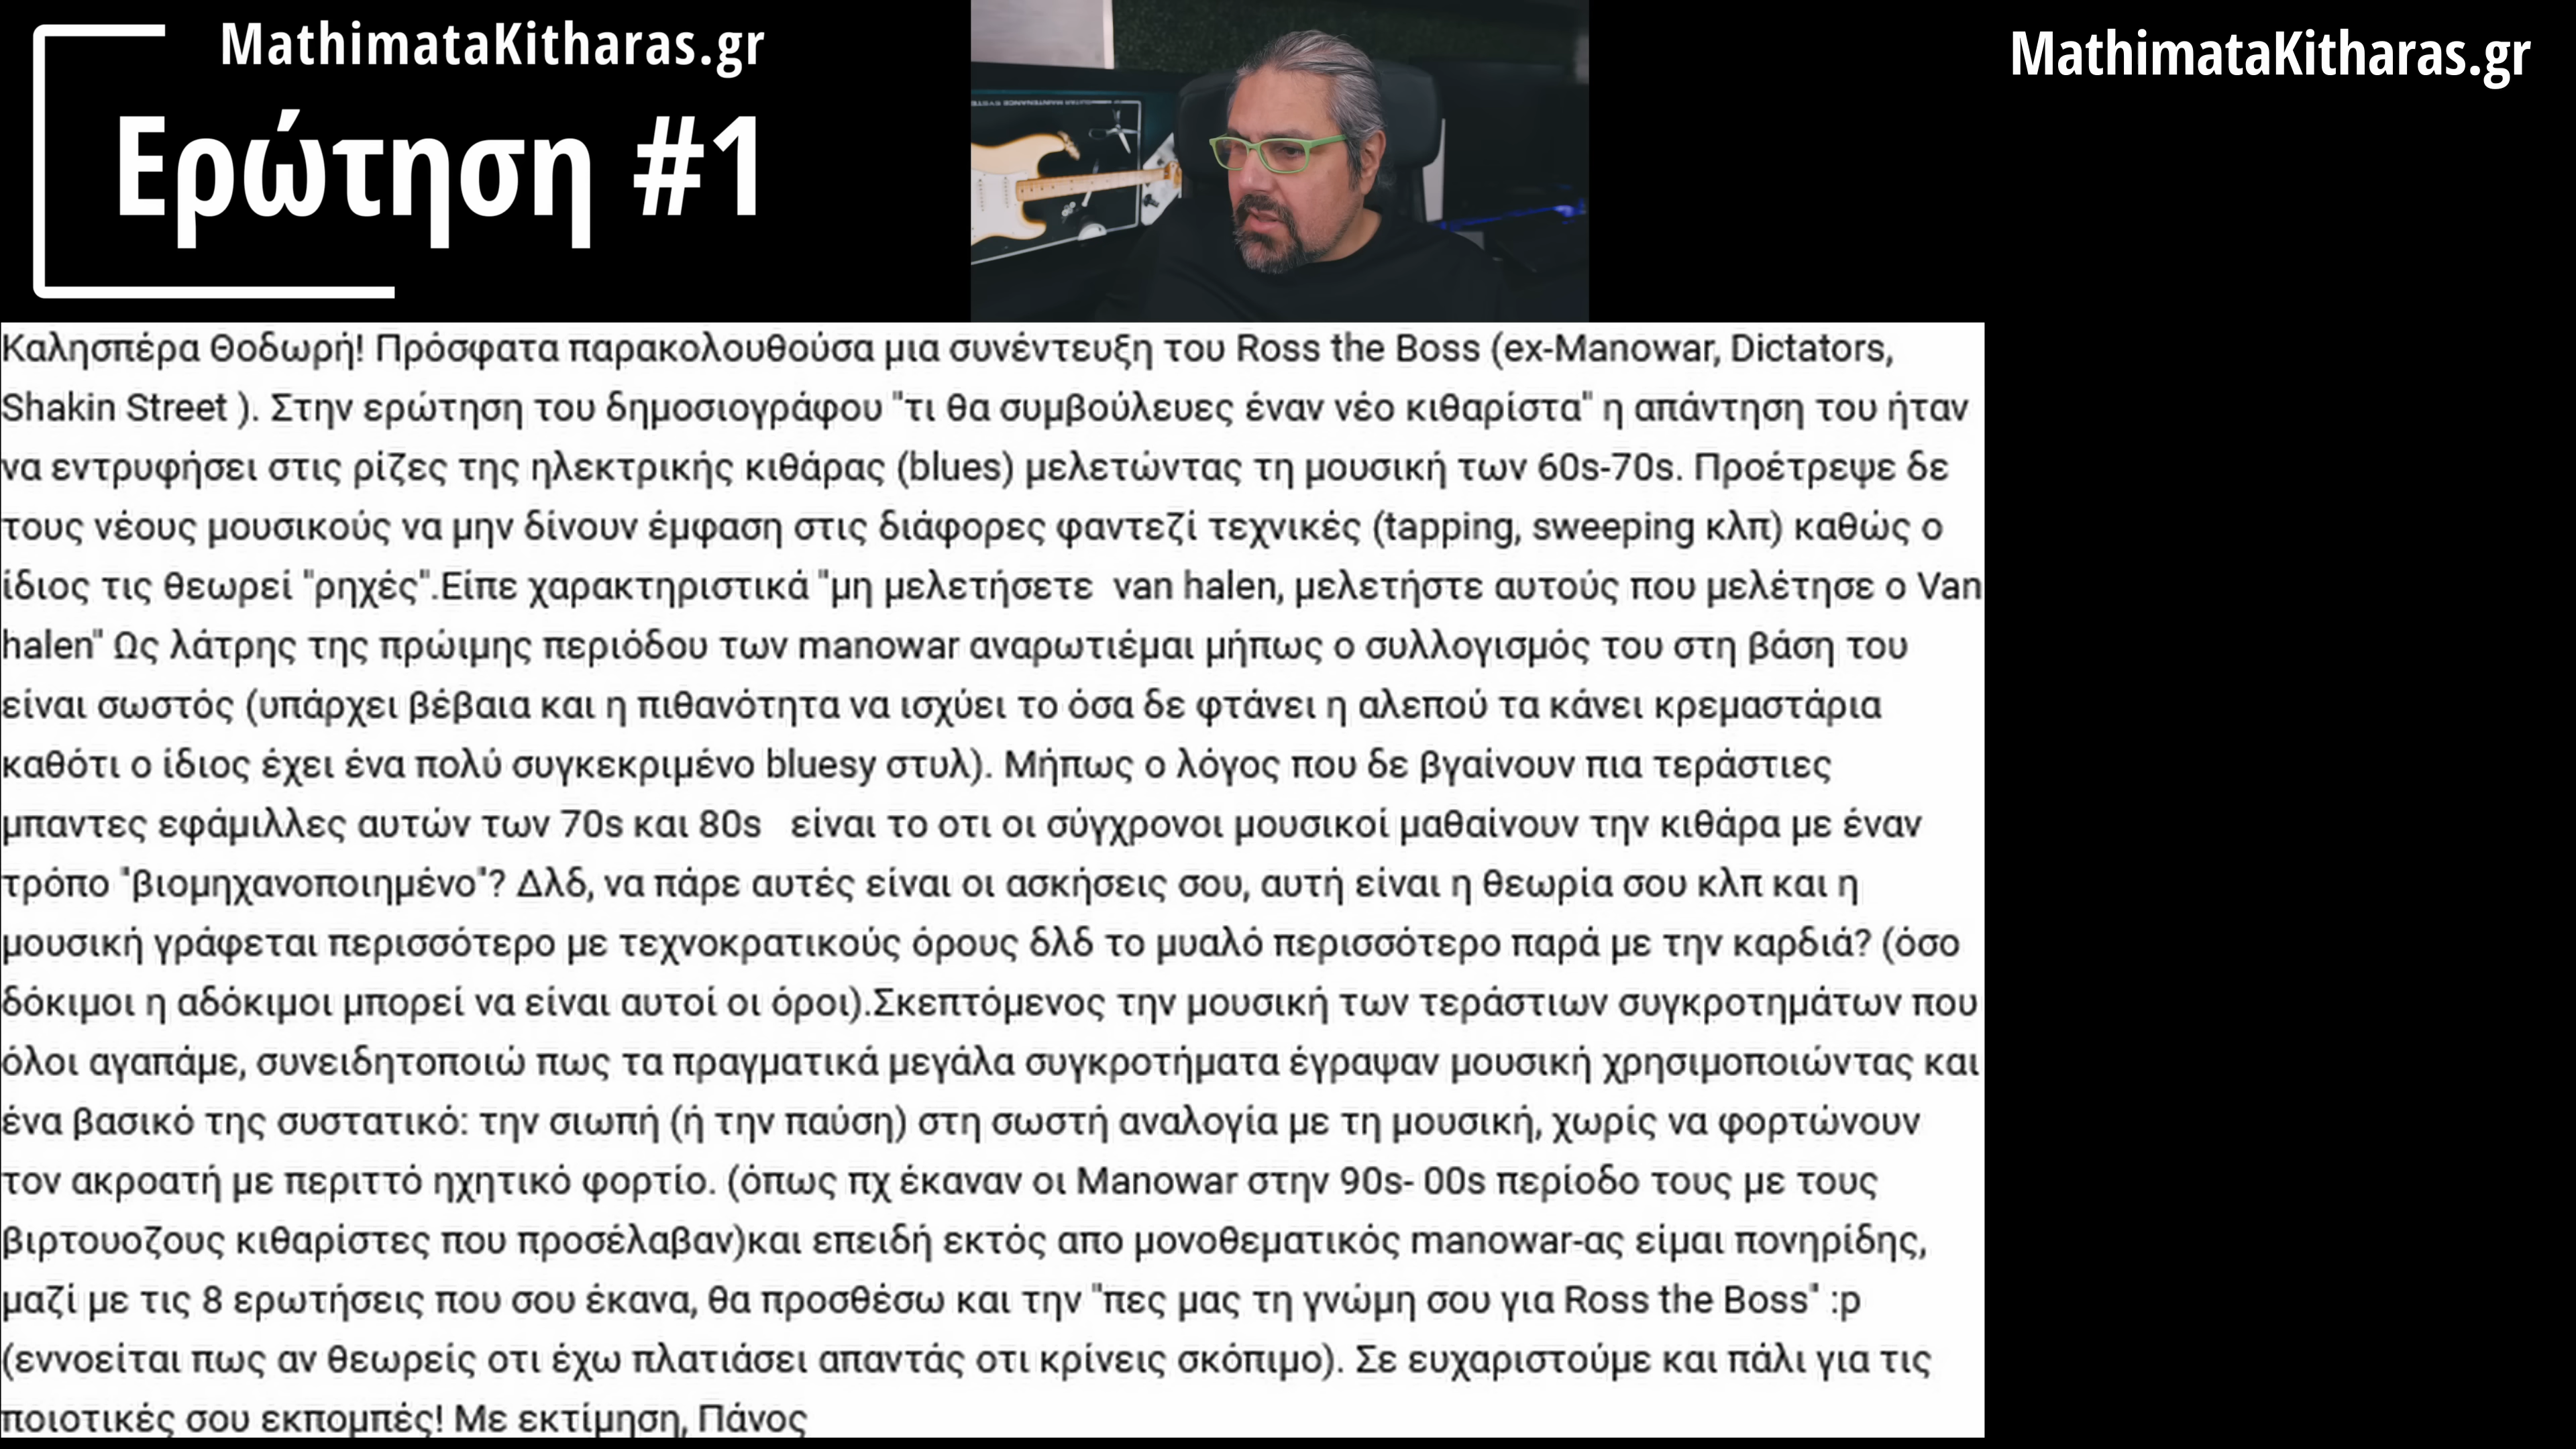 MathimataKitharas.gr
MathimataKitharas.gr
Ερώτηση #1
Καλησπέρα Θοδωρή! Πρόσφατα παρακολουθούσα μια συνέντευξη του Ross the Boss (ex-Manowar, Dictators,
Shakin Street ). Στην ερώτηση του δημοσιογράφου "τι θα συμβούλευες έναν νέο κιθαρίστα" η απάντηση του ήταν
να εντρυφήσει στις ρίζες της ηλεκτρικής κιθάρας (blues) μελετώντας τη μουσική των 60s-70s. Προέτρεψε δε
τους νέους μουσικούς να μην δίνουν έμφαση στις διάφορες φαντεζί τεχνικές (tapping, sweeping κλπ) καθώς ο
ίδιος τις θεωρεί "ρηχές".Είπε χαρακτηριστικά "μη μελετήσετε  van halen, μελετήστε αυτούς που μελέτησε ο Van
halen" Ως λάτρης της πρώιμης περιόδου των manowar αναρωτιέμαι μήπως ο συλλογισμός του στη βάση του
είναι σωστός (υπάρχει βέβαια και η πιθανότητα να ισχύει το όσα δε φτάνει η αλεπού τα κάνει κρεμαστάρια
καθότι ο ίδιος έχει ένα πολύ συγκεκριμένο bluesy στυλ). Μήπως ο λόγος που δε βγαίνουν πια τεράστιες
μπαντες εφάμιλλες αυτών των 70s και 80s   είναι το οτι οι σύγχρονοι μουσικοί μαθαίνουν την κιθάρα με έναν
τρόπο "βιομηχανοποιημένο"? Δλδ, να πάρε αυτές είναι οι ασκήσεις σου, αυτή είναι η θεωρία σου κλπ και η
μουσική γράφεται περισσότερο με τεχνοκρατικούς όρους δλδ το μυαλό περισσότερο παρά με την καρδιά? (όσο
δόκιμοι η αδόκιμοι μπορεί να είναι αυτοί οι όροι).Σκεπτόμενος την μουσική των τεράστιων συγκροτημάτων που
όλοι αγαπάμε, συνειδητοποιώ πως τα πραγματικά μεγάλα συγκροτήματα έγραψαν μουσική χρησιμοποιώντας και
ένα βασικό της συστατικό: την σιωπή (ή την παύση) στη σωστή αναλογία με τη μουσική, χωρίς να φορτώνουν
τον ακροατή με περιττό ηχητικό φορτίο. (όπως πχ έκαναν οι Manowar στην 90s- 00s περίοδο τους με τους
βιρτουοζους κιθαρίστες που προσέλαβαν)και επειδή εκτός απο μονοθεματικός manowar-ας είμαι πονηρίδης,
μαζί με τις 8 ερωτήσεις που σου έκανα, θα προσθέσω και την "πες μας τη γνώμη σου για Ross the Boss" :p
(εννοείται πως αν θεωρείς οτι έχω πλατιάσει απαντάς οτι κρίνεις σκόπιμο). Σε ευχαριστούμε και πάλι για τις
ποιοτικές σου εκπομπές! Με εκτίμηση, Πάνος